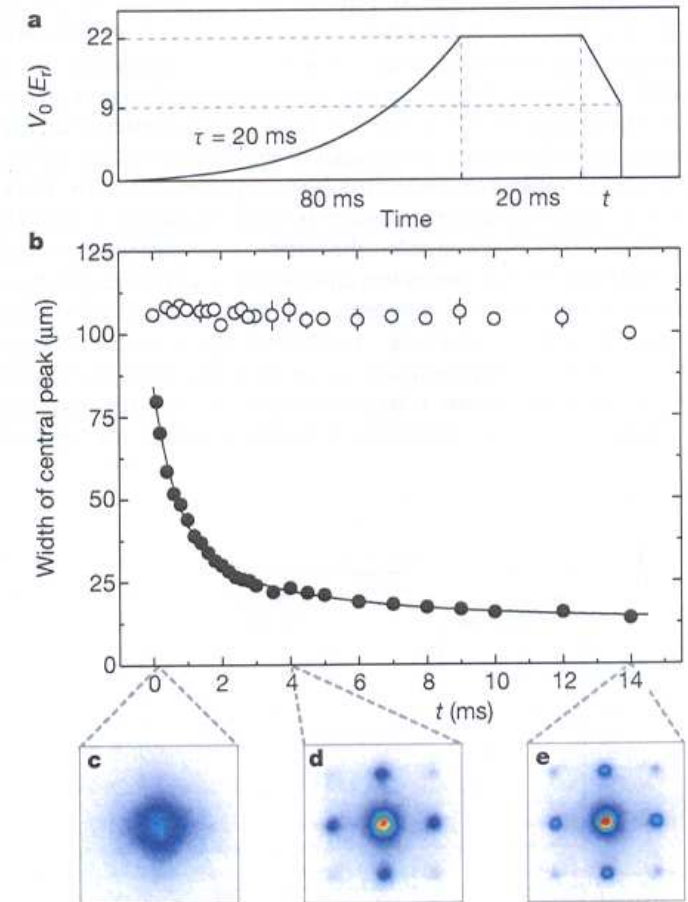 a
V₀ (Eᵣ)
22
9
0
τ = 20 ms
80 ms
20 ms
t
Time
b
Width of central peak (μm)
125
100
75
50
25
0
0 2 4 6 8 10 12 14
t (ms)
c
d
e